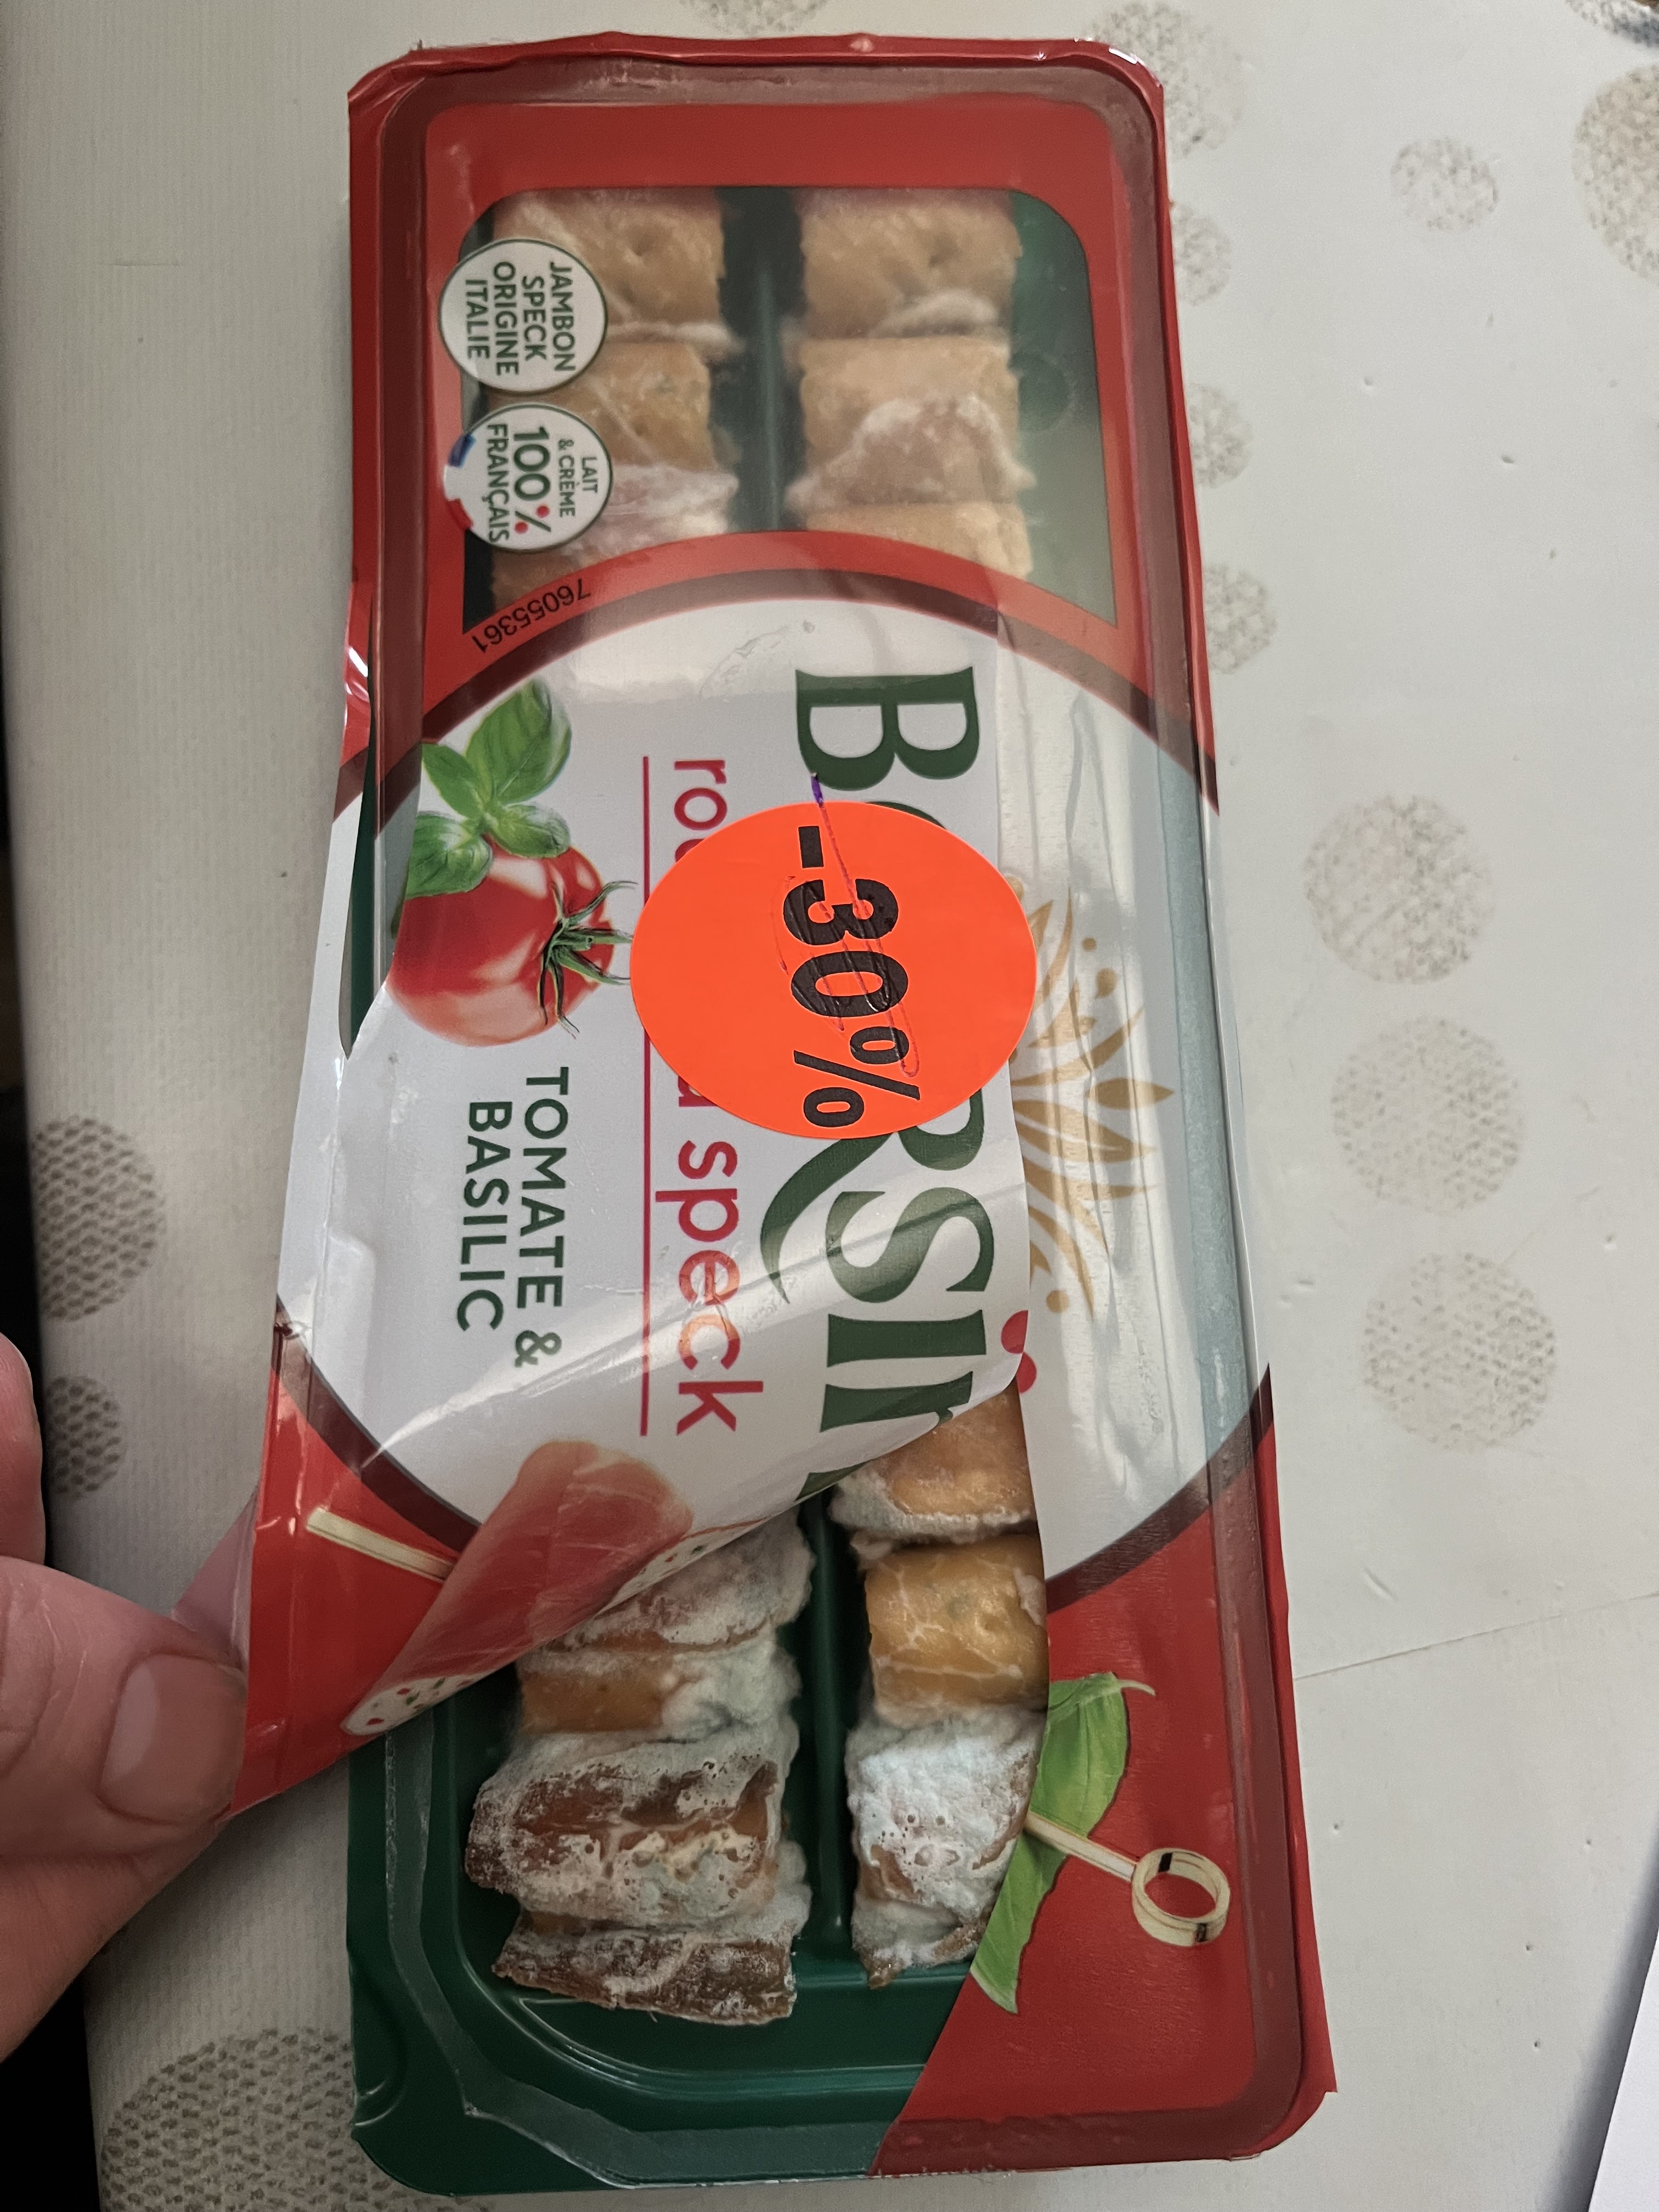 JAMBON
SPECK
ORIGINE
ITALIE
LAIT
& CRÈME
100%
FRANÇAIS
76055361
-30%
speck
TOMATE &
BASILIC